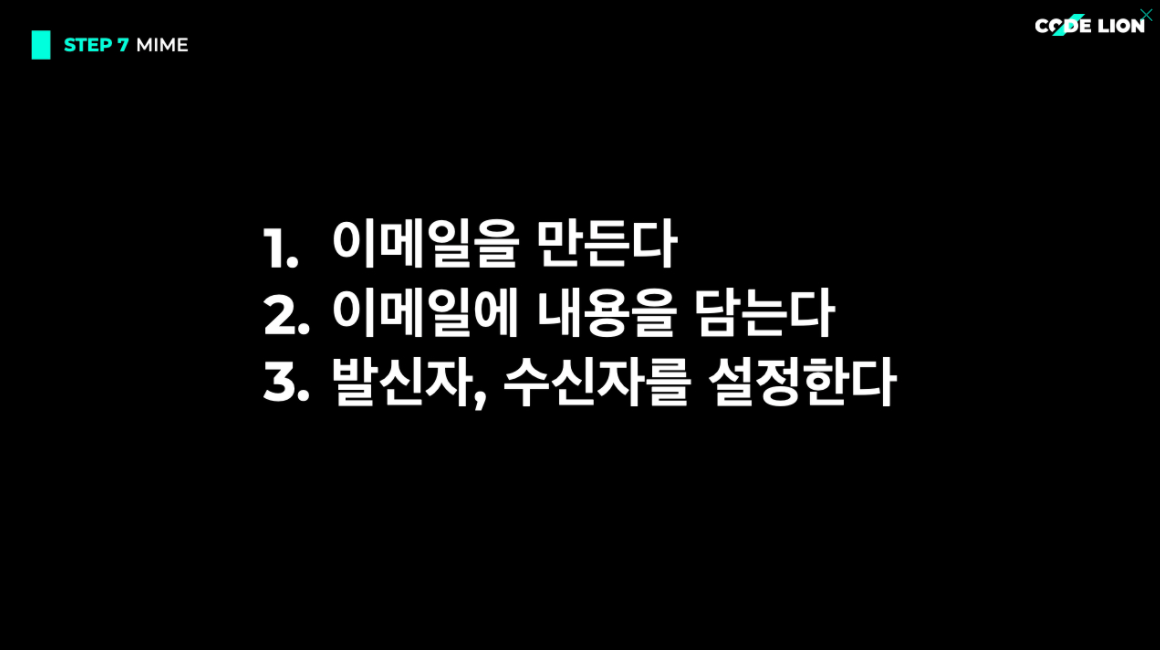 STEP 7 MIME
CODE LION
1. 이메일을 만든다
2. 이메일에 내용을 담는다
3. 발신자, 수신자를 설정한다